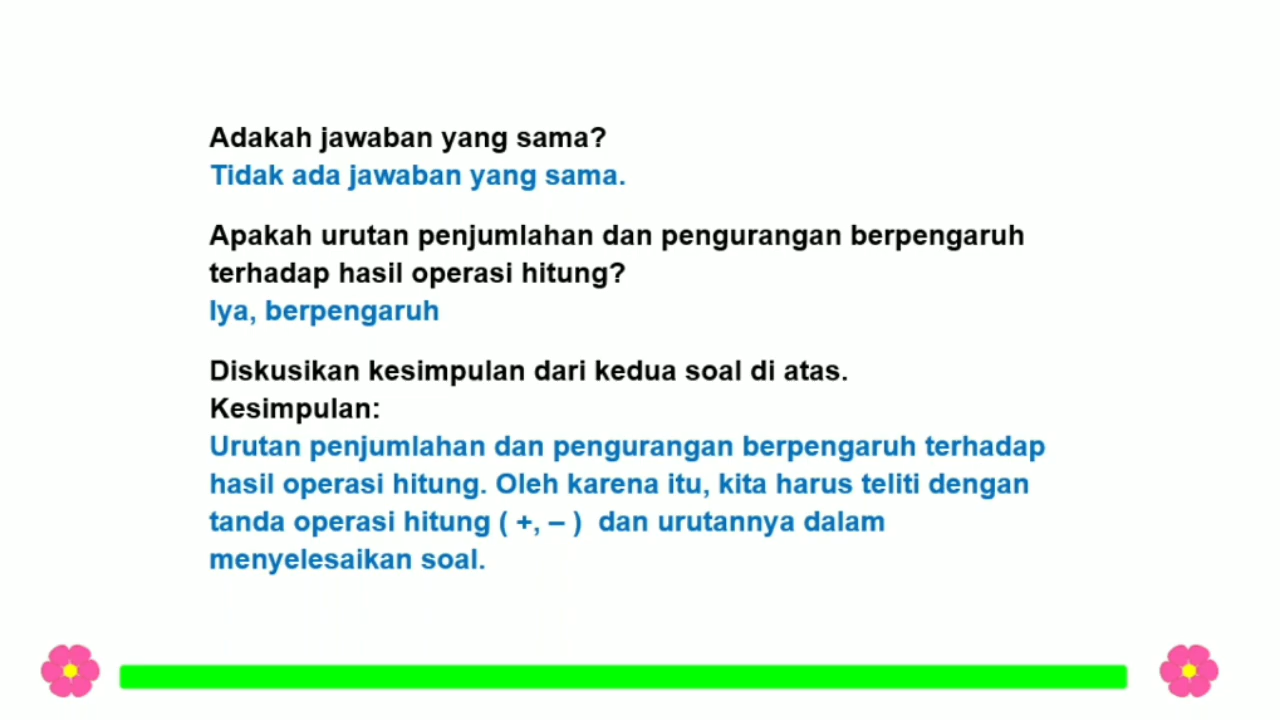 Adakah jawaban yang sama?
Tidak ada jawaban yang sama.
Apakah urutan penjumlahan dan pengurangan berpengaruh
terhadap hasil operasi hitung?
Iya, berpengaruh
Diskusikan kesimpulan dari kedua soal di atas.
Kesimpulan:
Urutan penjumlahan dan pengurangan berpengaruh terhadap
hasil operasi hitung. Oleh karena itu, kita harus teliti dengan
tanda operasi hitung ( +, – )  dan urutannya dalam
menyelesaikan soal.